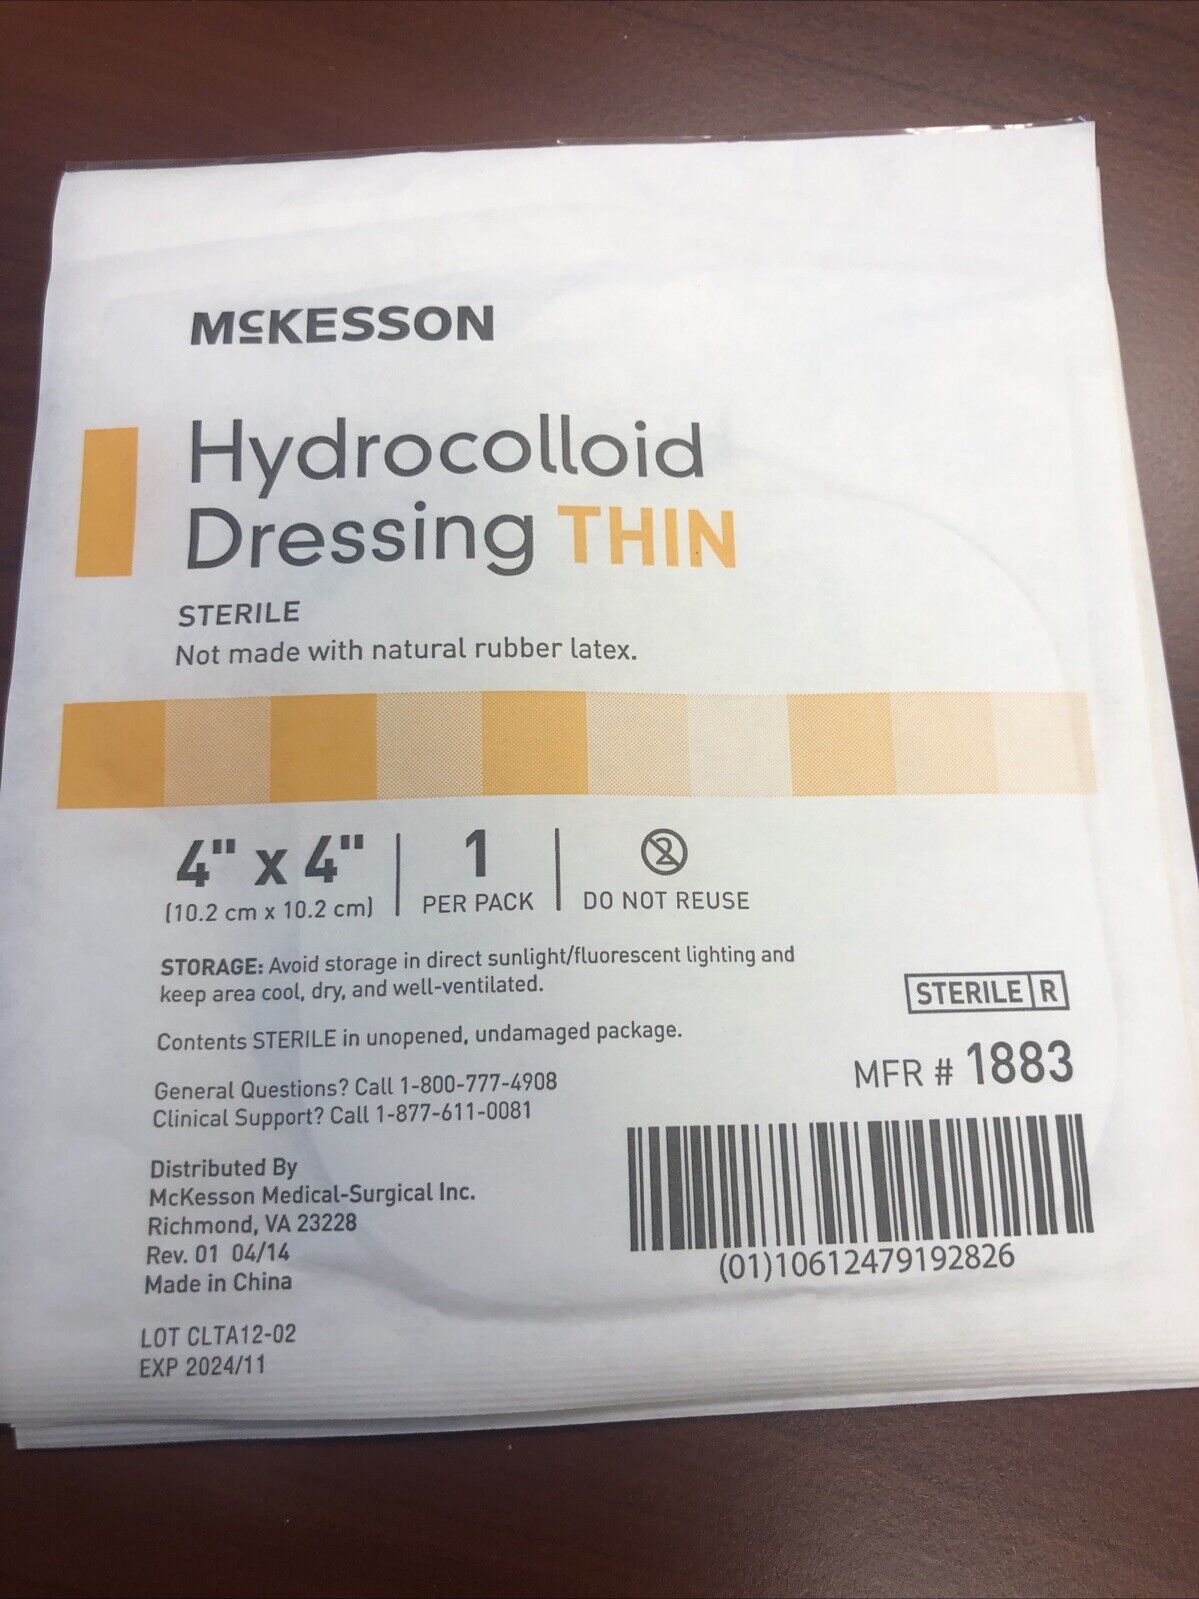 McKESSON
Hydrocolloid
Dressing THIN
STERILE
Not made with natural rubber latex.
4" x 4"
(10.2 cm x 10.2 cm)
1
PER PACK
2
DO NOT REUSE
STORAGE: Avoid storage in direct sunlight/fluorescent lighting and
keep area cool, dry, and well-ventilated.
Contents STERILE in unopened, undamaged package.
General Questions? Call 1-800-777-4908
Clinical Support? Call 1-877-611-0081
Distributed By
McKesson Medical-Surgical Inc.
Richmond, VA 23228
Rev. 01 04/14
Made in China
LOT CLTA12-02
EXP 2024/11
STERILE R
MFR # 1883
(01)10612479192826